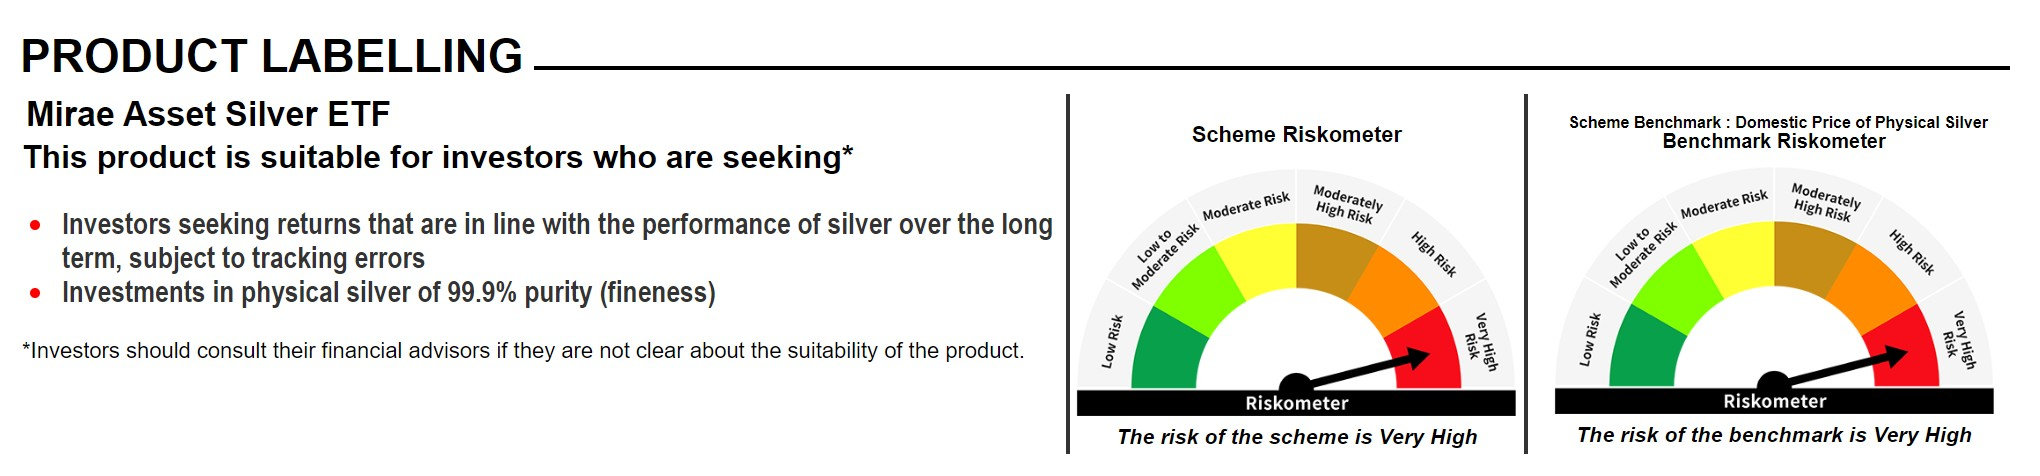 PRODUCT LABELLING
Mirae Asset Silver ETF
This product is suitable for investors who are seeking*
• Investors seeking returns that are in line with the performance of silver over the long
term, subject to tracking errors
• Investments in physical silver of 99.9% purity (fineness)
*Investors should consult their financial advisors if they are not clear about the suitability of the product.
Scheme Riskometer
Low Risk
Low to
Moderate Risk
Moderate Risk
Moderately
High Risk
High Risk
Very High
Risk
Riskometer
The risk of the scheme is Very High
Scheme Benchmark : Domestic Price of Physical Silver
Benchmark Riskometer
Low Risk
Low to
Moderate Risk
Moderate Risk
Moderately
High Risk
High Risk
Very High
Risk
Riskometer
The risk of the benchmark is Very High